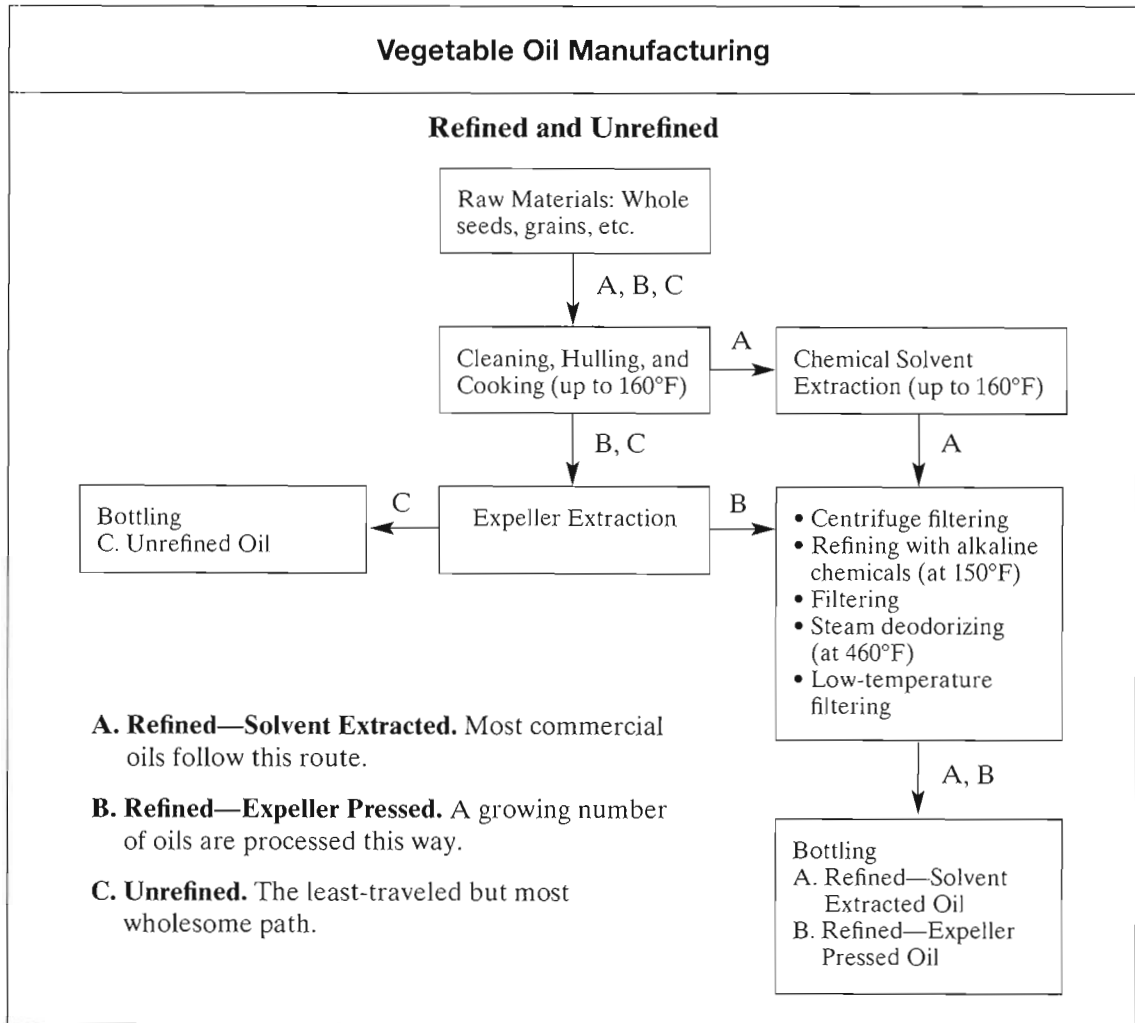 Vegetable Oil Manufacturing
Refined and Unrefined
Raw Materials: Whole
seeds, grains, etc.
A, B, C
Cleaning, Hulling, and
Cooking (up to 160°F)
A
Chemical Solvent
Extraction (up to 160°F)
B, C
A
Bottling
C. Unrefined Oil
C
Expeller Extraction
B
• Centrifuge filtering
• Refining with alkaline
chemicals (at 150°F)
• Filtering
• Steam deodorizing
(at 460°F)
• Low-temperature
filtering
A. Refined—Solvent Extracted. Most commercial
oils follow this route.
B. Refined—Expeller Pressed. A growing number
of oils are processed this way.
C. Unrefined. The least-traveled but most
wholesome path.
A, B
Bottling
A. Refined—Solvent
Extracted Oil
B. Refined—Expeller
Pressed Oil